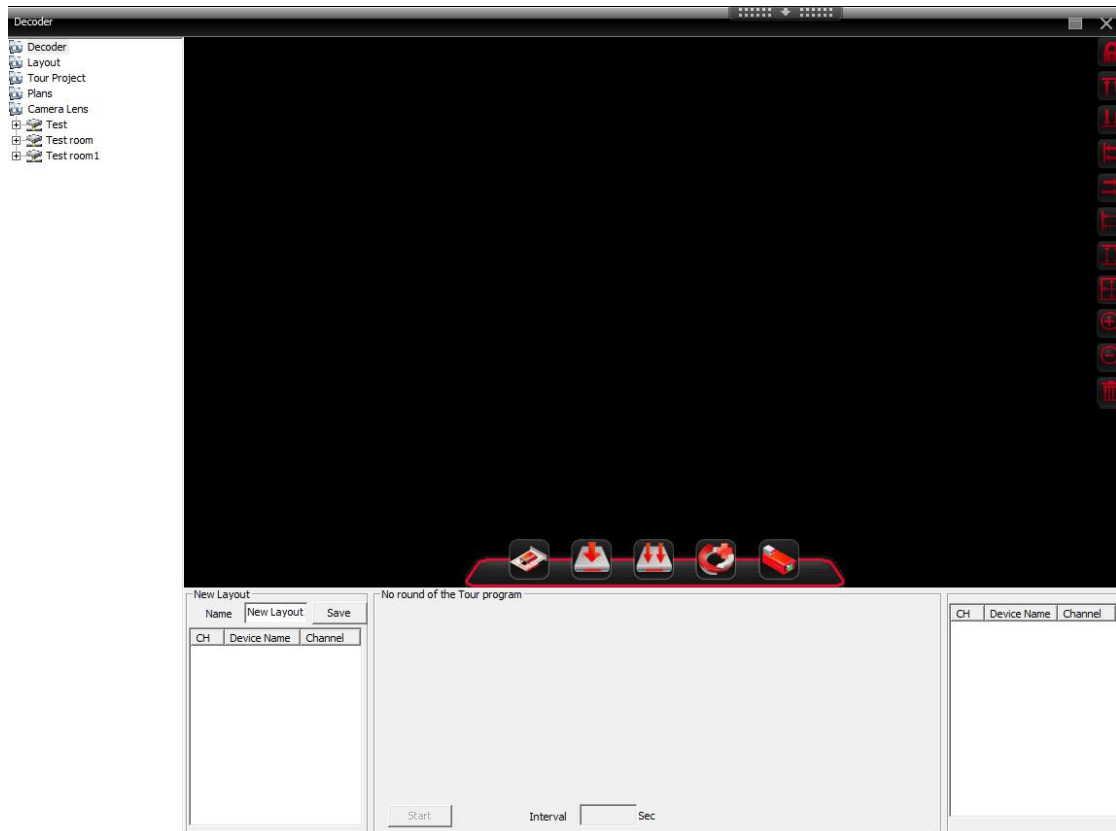 Decoder
Decoder
Layout
Tour Project
Plans
Camera Lens
Test
Test room
Test room1
New Layout
Name New Layout Save
CH Device Name Channel
No round of the Tour program
Start Interval Sec
CH Device Name Channel